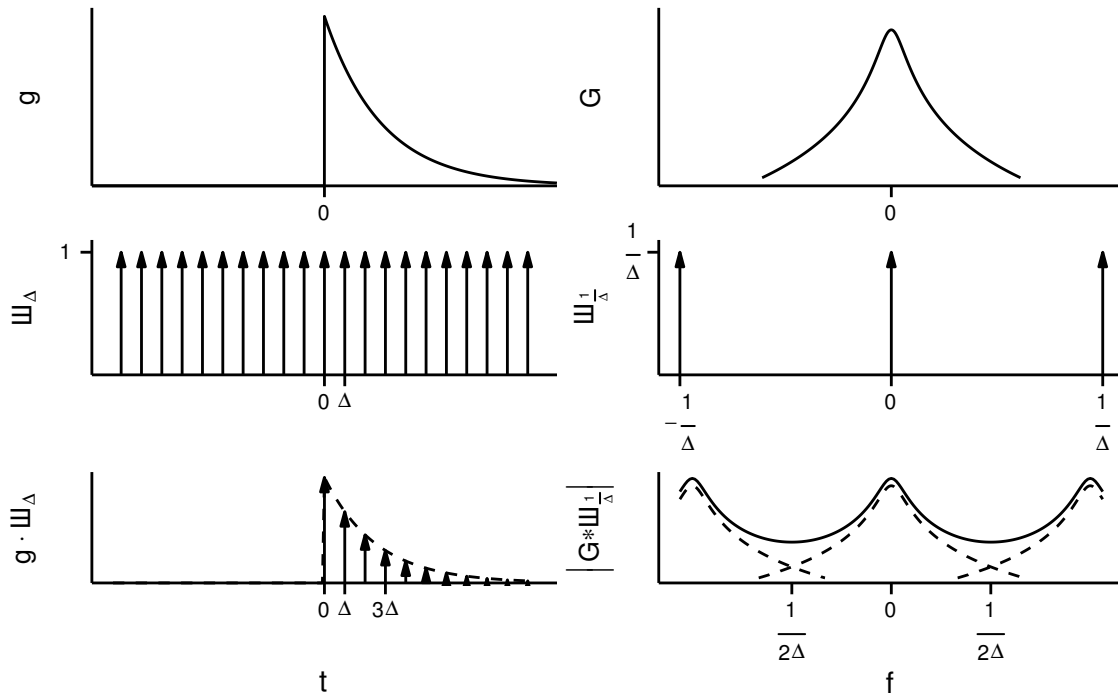 g
0
G
0
1
Ш_Δ
0 Δ
1/Δ
Ш_{1/Δ}
−1/Δ 0 1/Δ
g · Ш_Δ
0 Δ 3Δ
t
|G*Ш_{1/Δ}|
1/2Δ 0 1/2Δ
f